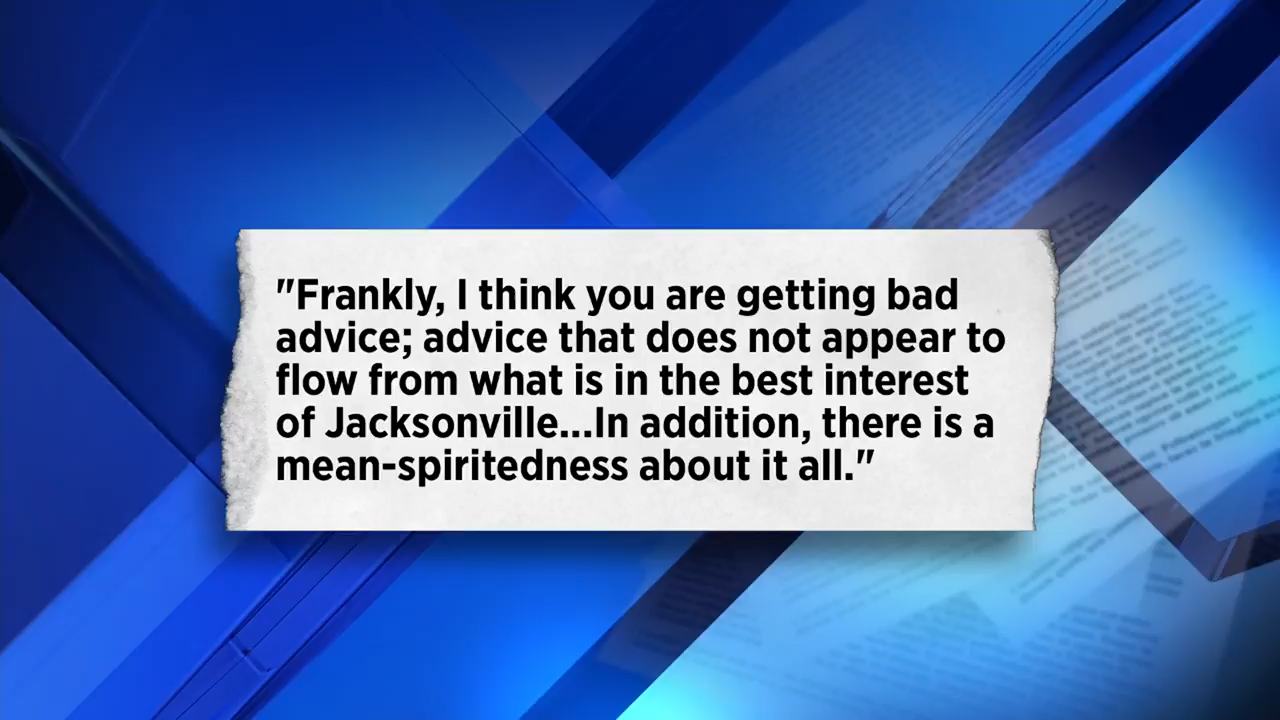 "Frankly, I think you are getting bad
advice; advice that does not appear to
flow from what is in the best interest
of Jacksonville...In addition, there is a
mean-spiritedness about it all."